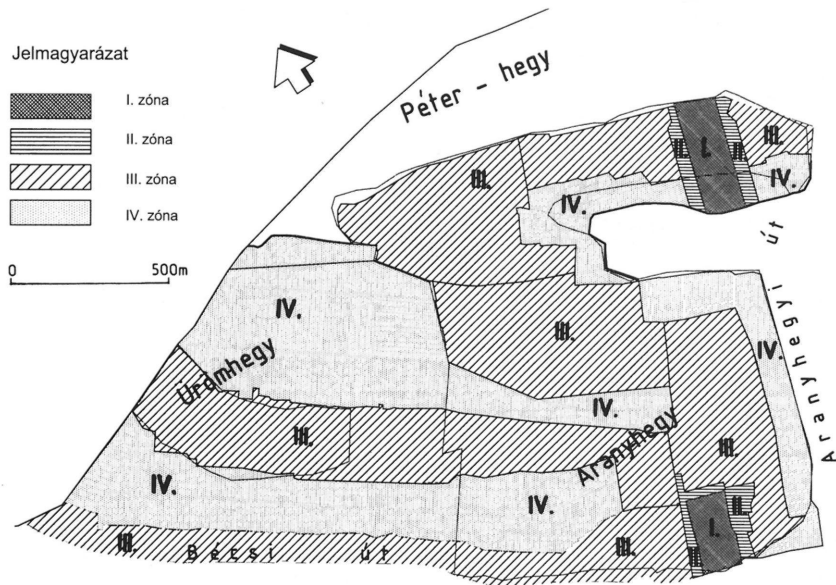 Jelmagyarázat
I. zóna
II. zóna
III. zóna
IV. zóna
0 500m
Péter - hegy
II. I. II. III.
III.
IV.
IV.
Aranyhegyi út
IV.
III.
IV.
Ürömhegy
III.
IV.
Aranyhegy
III.
IV.
IV.
II.
I.
III.
III.
II.
Bécsi út